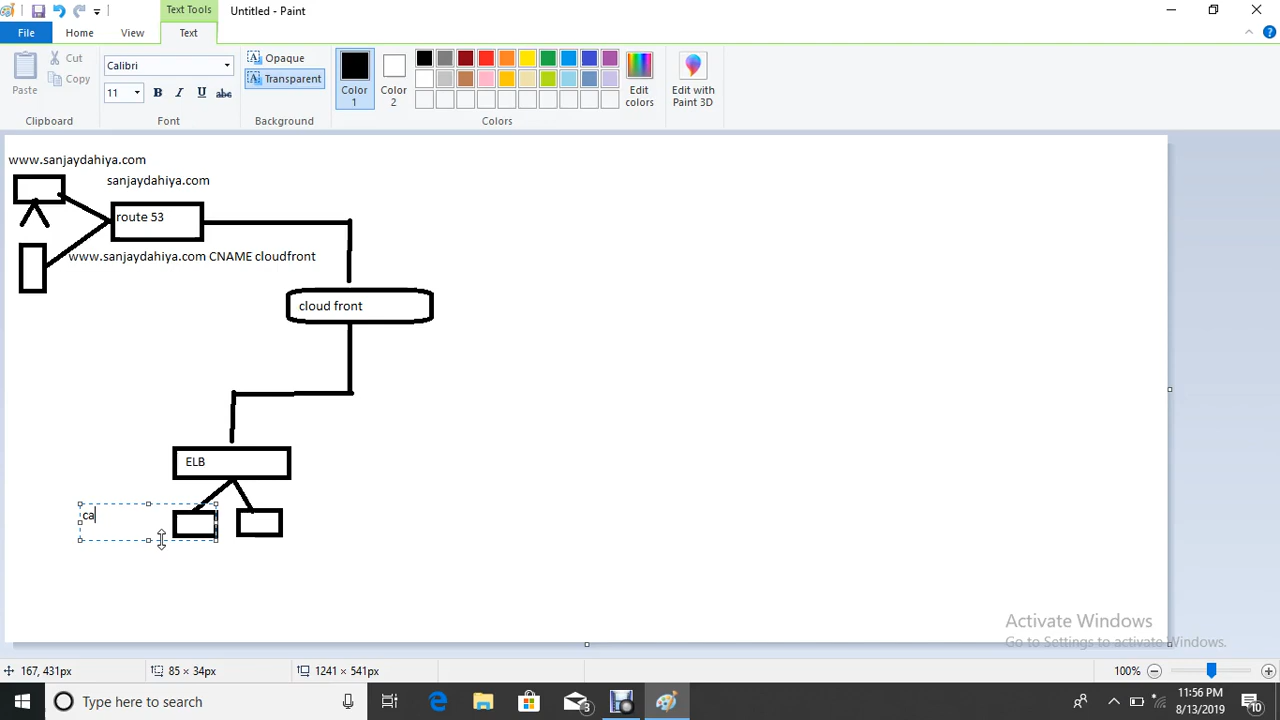 Text Tools
Untitled - Paint
File
Home
View
Text
Paste
Cut
Copy
Clipboard
Calibri
11
B I U abc
Font
Opaque
Transparent
Background
Color 1
Color 2
Edit colors
Colors
Edit with Paint 3D
www.sanjaydahiya.com
sanjaydahiya.com
route 53
www.sanjaydahiya.com CNAME cloudfront
cloud front
ELB
ca
Activate Windows
Go to Settings to activate Windows.
167, 431px
85 × 34px
1241 × 541px
100%
Type here to search
3
11:56 PM
8/13/2019
10